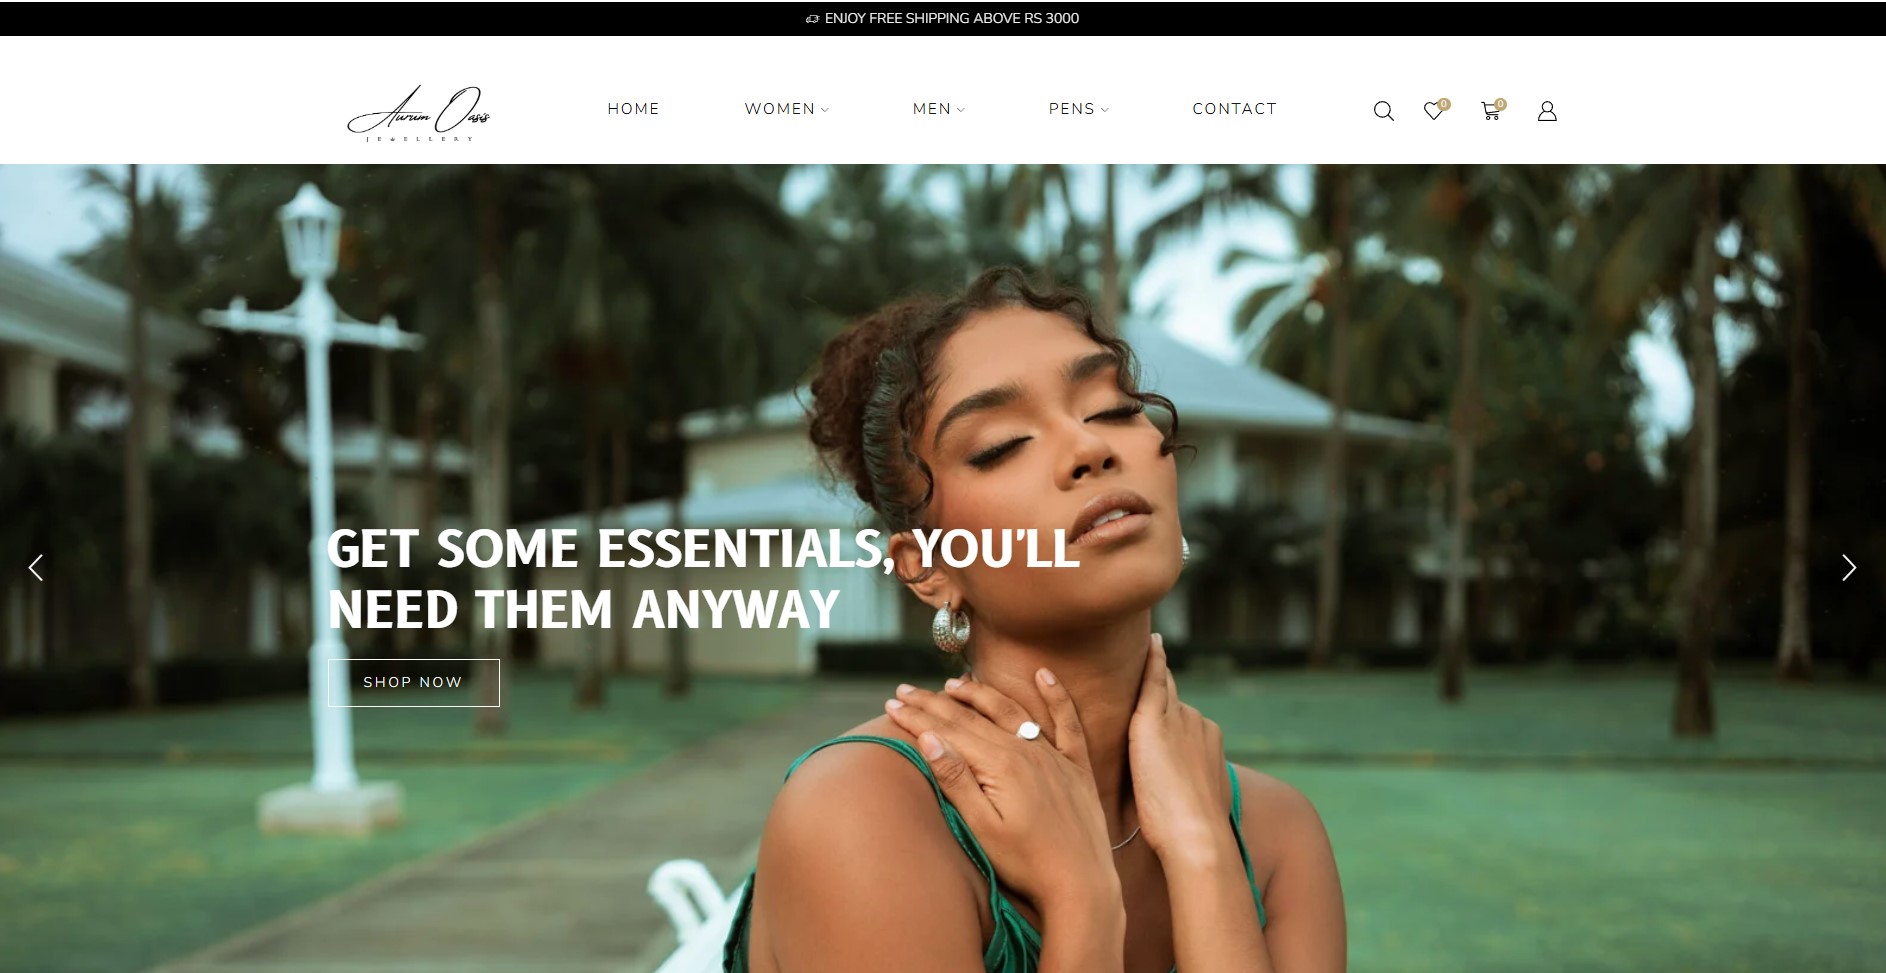 ENJOY FREE SHIPPING ABOVE RS 3000
Aurum Oasis
JEWELLERY
HOME
WOMEN
MEN
PENS
CONTACT
0
0
GET SOME ESSENTIALS, YOU'LL
NEED THEM ANYWAY
SHOP NOW